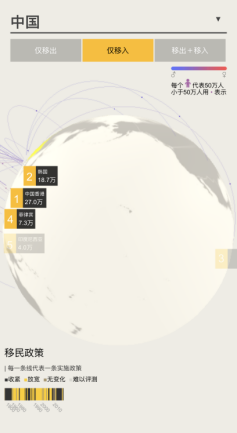 中国
▼
仅移出 仅移入 移出＋移入
♂ ♀
每个 代表50万人
小于50万人用·表示
2 韩国 18.7万
1 中国香港 27.0万
4 菲律宾 7.3万
4.0万
移民政策
| 每一条线代表一条实施政策
■收紧 ■放宽 ■无变化 ■难以评测